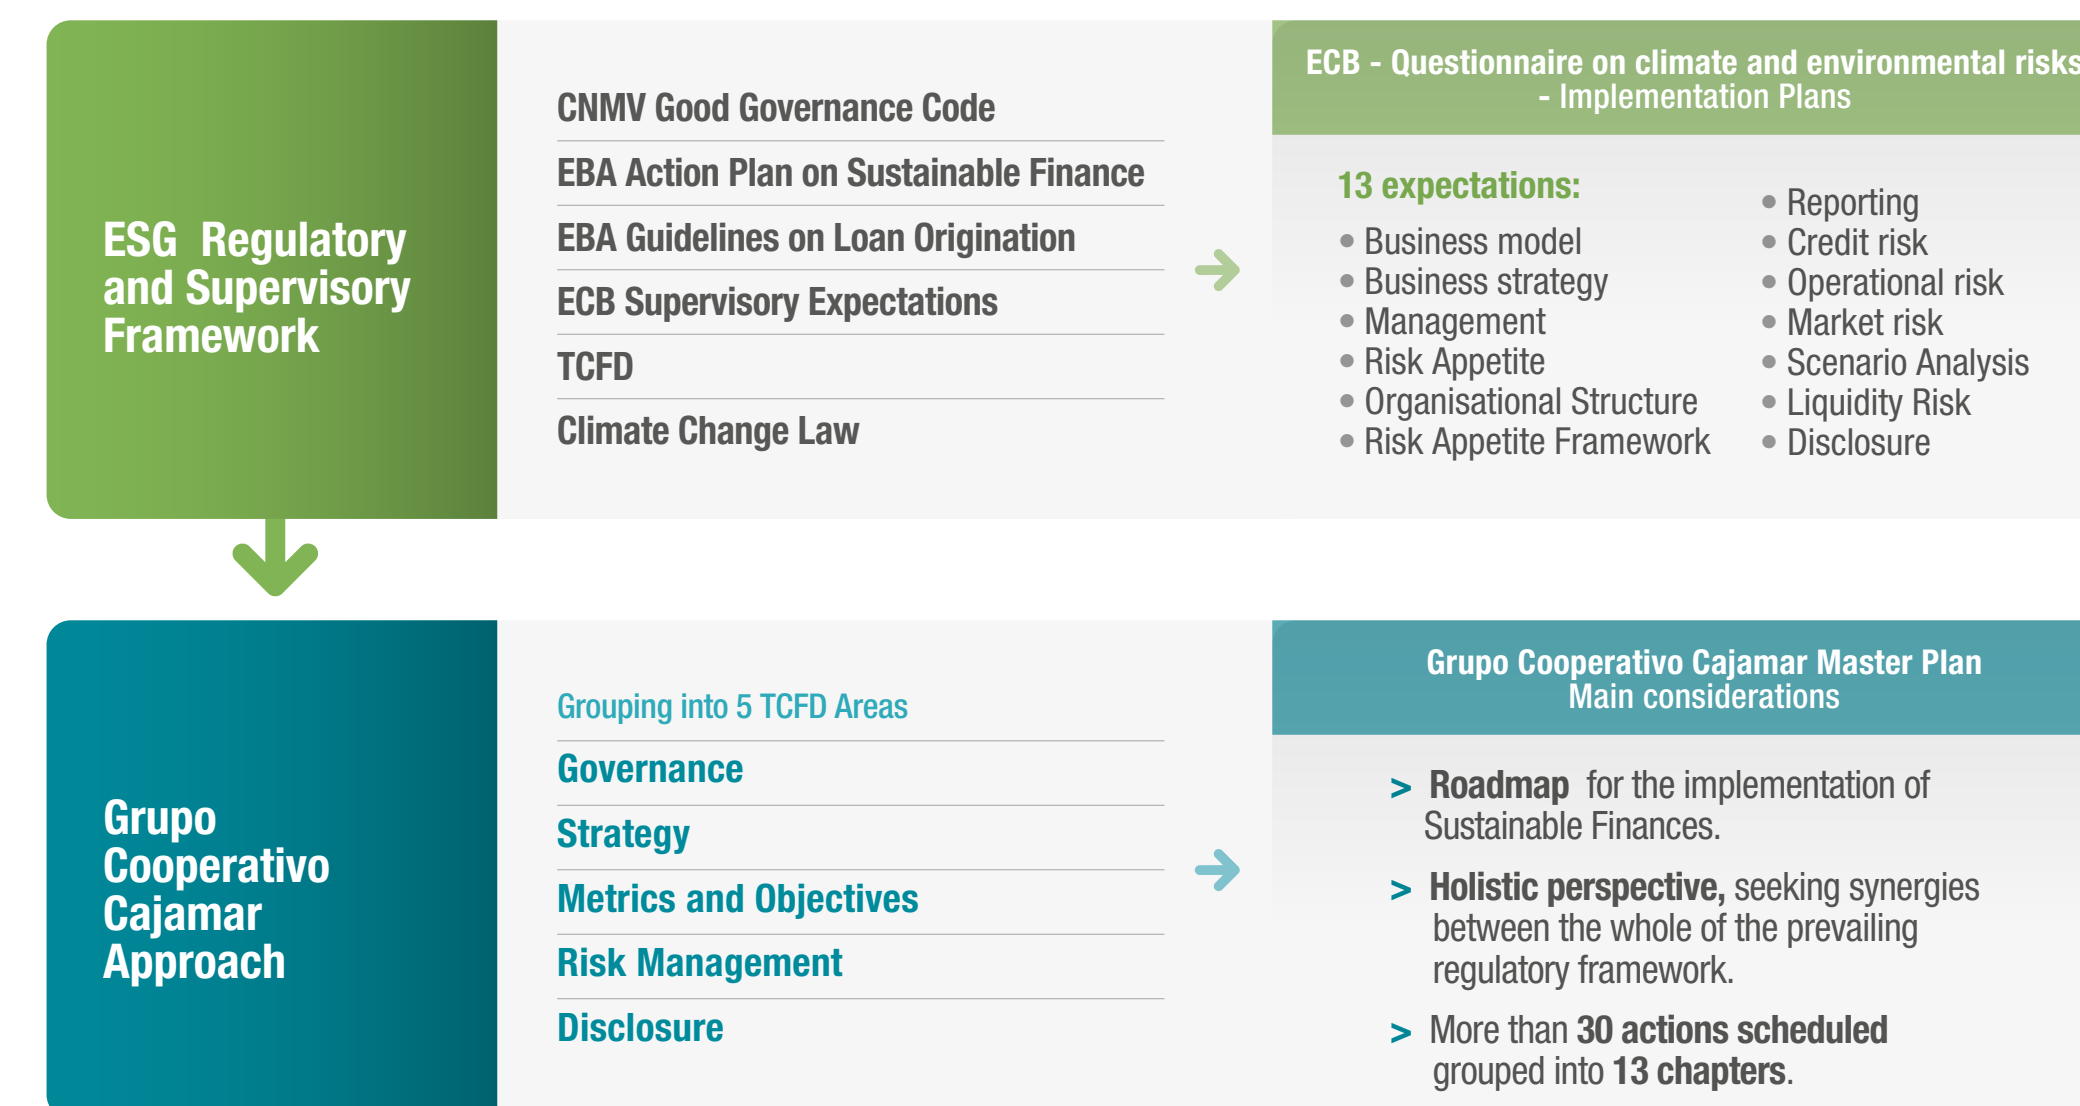 ESG Regulatory
and Supervisory
Framework
CNMV Good Governance Code
EBA Action Plan on Sustainable Finance
EBA Guidelines on Loan Origination
ECB Supervisory Expectations
TCFD
Climate Change Law
ECB - Questionnaire on climate and environmental risks
- Implementation Plans
13 expectations:
• Business model
• Business strategy
• Management
• Risk Appetite
• Organisational Structure
• Risk Appetite Framework
• Reporting
• Credit risk
• Operational risk
• Market risk
• Scenario Analysis
• Liquidity Risk
• Disclosure
Grupo
Cooperativo
Cajamar
Approach
Grouping into 5 TCFD Areas
Governance
Strategy
Metrics and Objectives
Risk Management
Disclosure
Grupo Cooperativo Cajamar Master Plan
Main considerations
> Roadmap for the implementation of
Sustainable Finances.
> Holistic perspective, seeking synergies
between the whole of the prevailing
regulatory framework.
> More than 30 actions scheduled
grouped into 13 chapters.